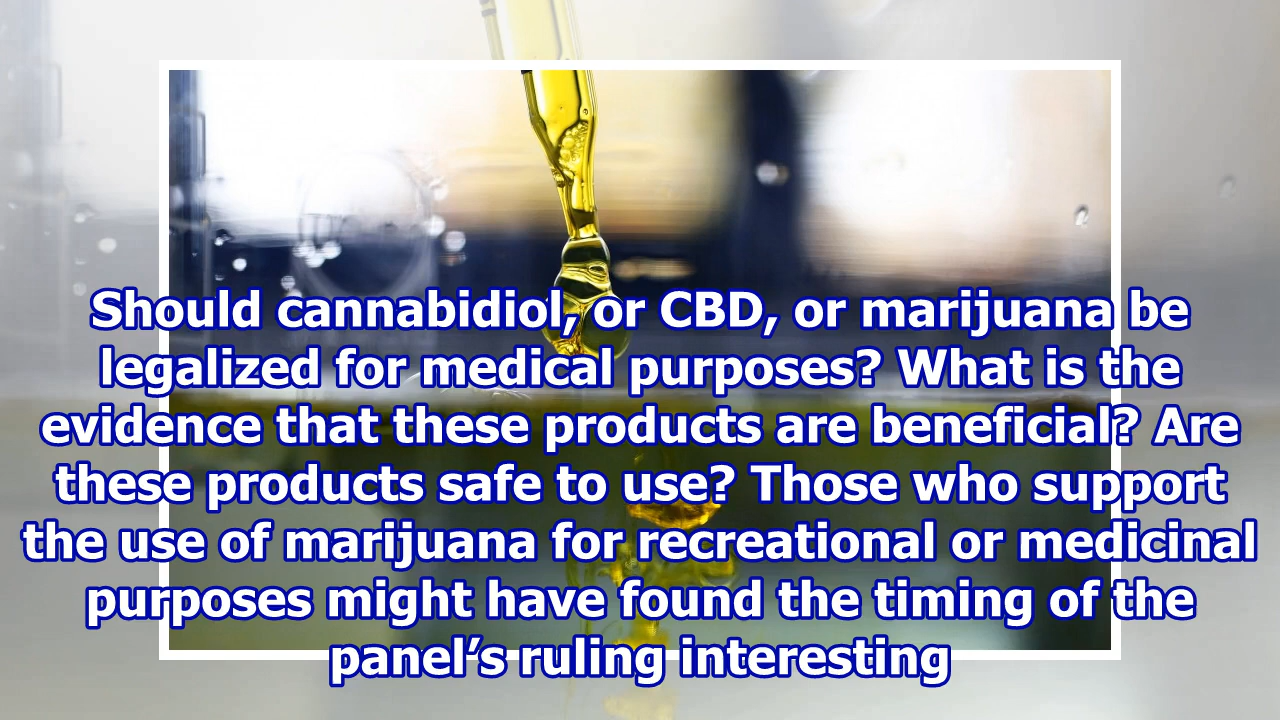 Should cannabidiol, or CBD, or marijuana be
legalized for medical purposes? What is the
evidence that these products are beneficial? Are
these products safe to use? Those who support
the use of marijuana for recreational or medicinal
purposes might have found the timing of the
panel’s ruling interesting